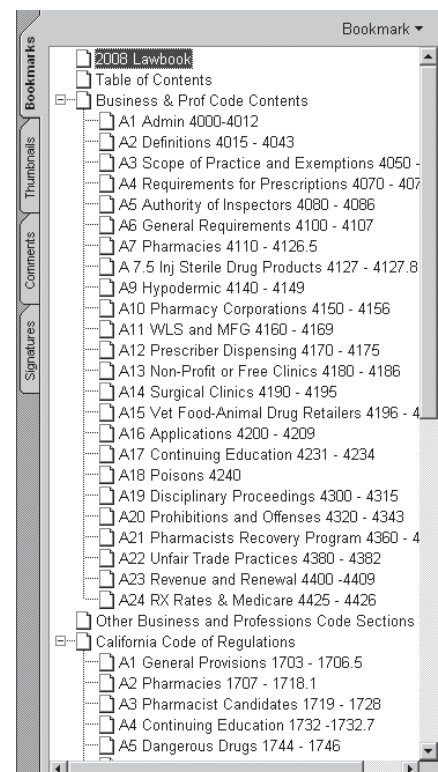 Bookmark
Bookmarks
Thumbnails
Comments
Signatures
2008 Lawbook
Table of Contents
Business & Prof Code Contents
A1 Admin 4000-4012
A2 Definitions 4015 - 4043
A3 Scope of Practice and Exemptions 4050 -
A4 Requirements for Prescriptions 4070 - 407
A5 Authority of Inspectors 4080 - 4086
A6 General Requirements 4100 - 4107
A7 Pharmacies 4110 - 4126.5
A 7.5 Inj Sterile Drug Products 4127 - 4127.8
A9 Hypodermic 4140 - 4149
A10 Pharmacy Corporations 4150 - 4156
A11 WLS and MFG 4160 - 4169
A12 Prescriber Dispensing 4170 - 4175
A13 Non-Profit or Free Clinics 4180 - 4186
A14 Surgical Clinics 4190 - 4195
A15 Vet Food-Animal Drug Retailers 4196 - 4
A16 Applications 4200 - 4209
A17 Continuing Education 4231 - 4234
A18 Poisons 4240
A19 Disciplinary Proceedings 4300 - 4315
A20 Prohibitions and Offenses 4320 - 4343
A21 Pharmacists Recovery Program 4360 - 4
A22 Unfair Trade Practices 4380 - 4382
A23 Revenue and Renewal 4400 -4409
A24 RX Rates & Medicare 4425 - 4426
Other Business and Professions Code Sections
California Code of Regulations
A1 General Provisions 1703 - 1706.5
A2 Pharmacies 1707 - 1718.1
A3 Pharmacist Candidates 1719 - 1728
A4 Continuing Education 1732 -1732.7
A5 Dangerous Drugs 1744 - 1746